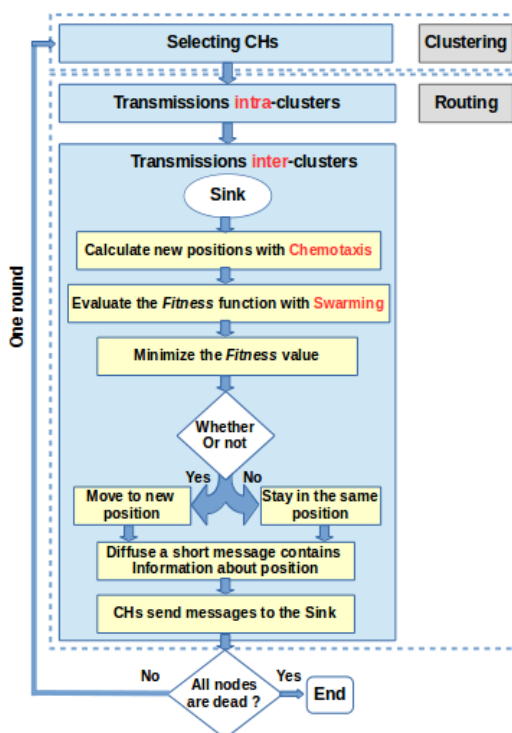 Selecting CHs
Clustering
Transmissions intra-clusters
Routing
Transmissions inter-clusters
Sink
Calculate new positions with Chemotaxis
Evaluate the Fitness function with Swarming
Minimize the Fitness value
One round
Whether
Or not
Yes
No
Move to new
position
Stay in the same
position
Diffuse a short message contains
Information about position
CHs send messages to the Sink
No
All nodes
are dead ?
Yes
End